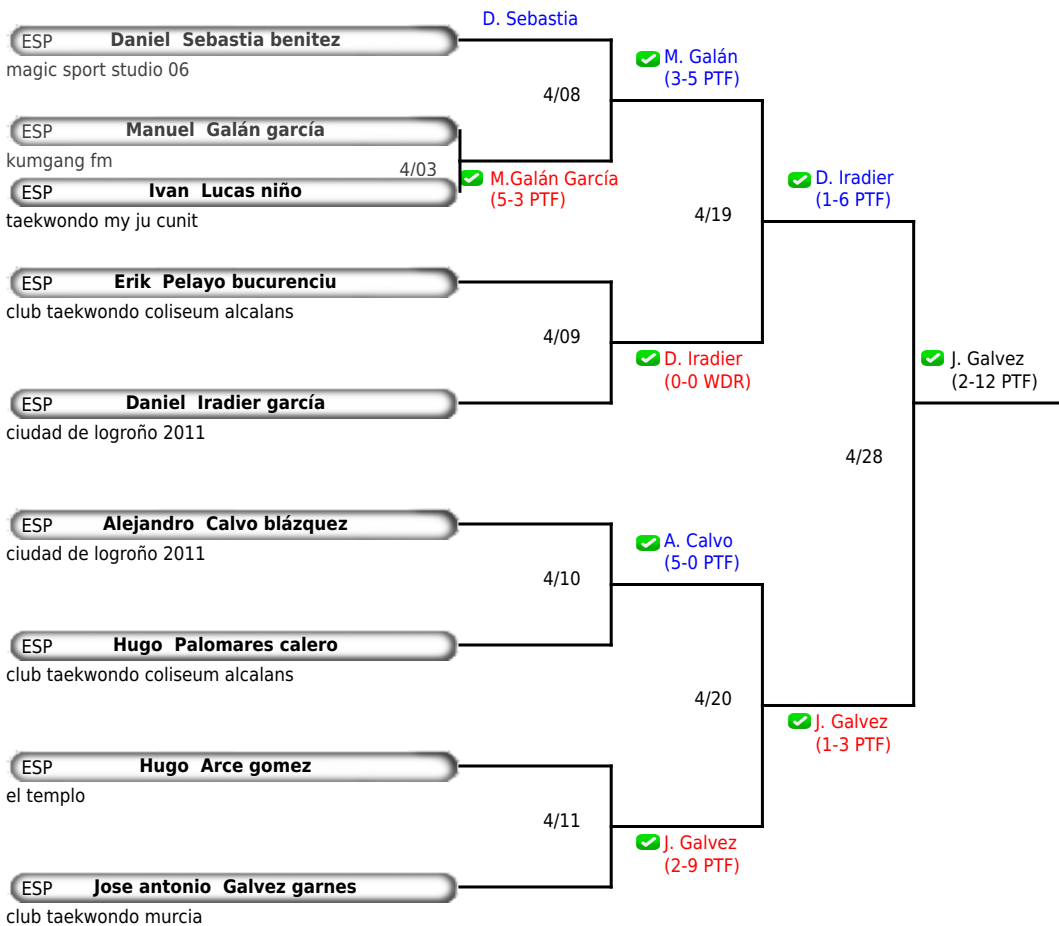 D. Sebastia
ESP Daniel Sebastia benitez
magic sport studio 06
M. Galán
(3-5 PTF)
4/08
ESP Manuel Galán garcía
kumgang fm
4/03
M.Galán García
(5-3 PTF)
ESP Ivan Lucas niño
taekwondo my ju cunit
D. Iradier
(1-6 PTF)
4/19
ESP Erik Pelayo bucurenciu
club taekwondo coliseum alcalans
4/09
D. Iradier
(0-0 WDR)
J. Galvez
(2-12 PTF)
ESP Daniel Iradier garcía
ciudad de logroño 2011
4/28
ESP Alejandro Calvo blázquez
ciudad de logroño 2011
A. Calvo
(5-0 PTF)
4/10
ESP Hugo Palomares calero
club taekwondo coliseum alcalans
4/20
J. Galvez
(1-3 PTF)
ESP Hugo Arce gomez
el templo
4/11
J. Galvez
(2-9 PTF)
ESP Jose antonio Galvez garnes
club taekwondo murcia